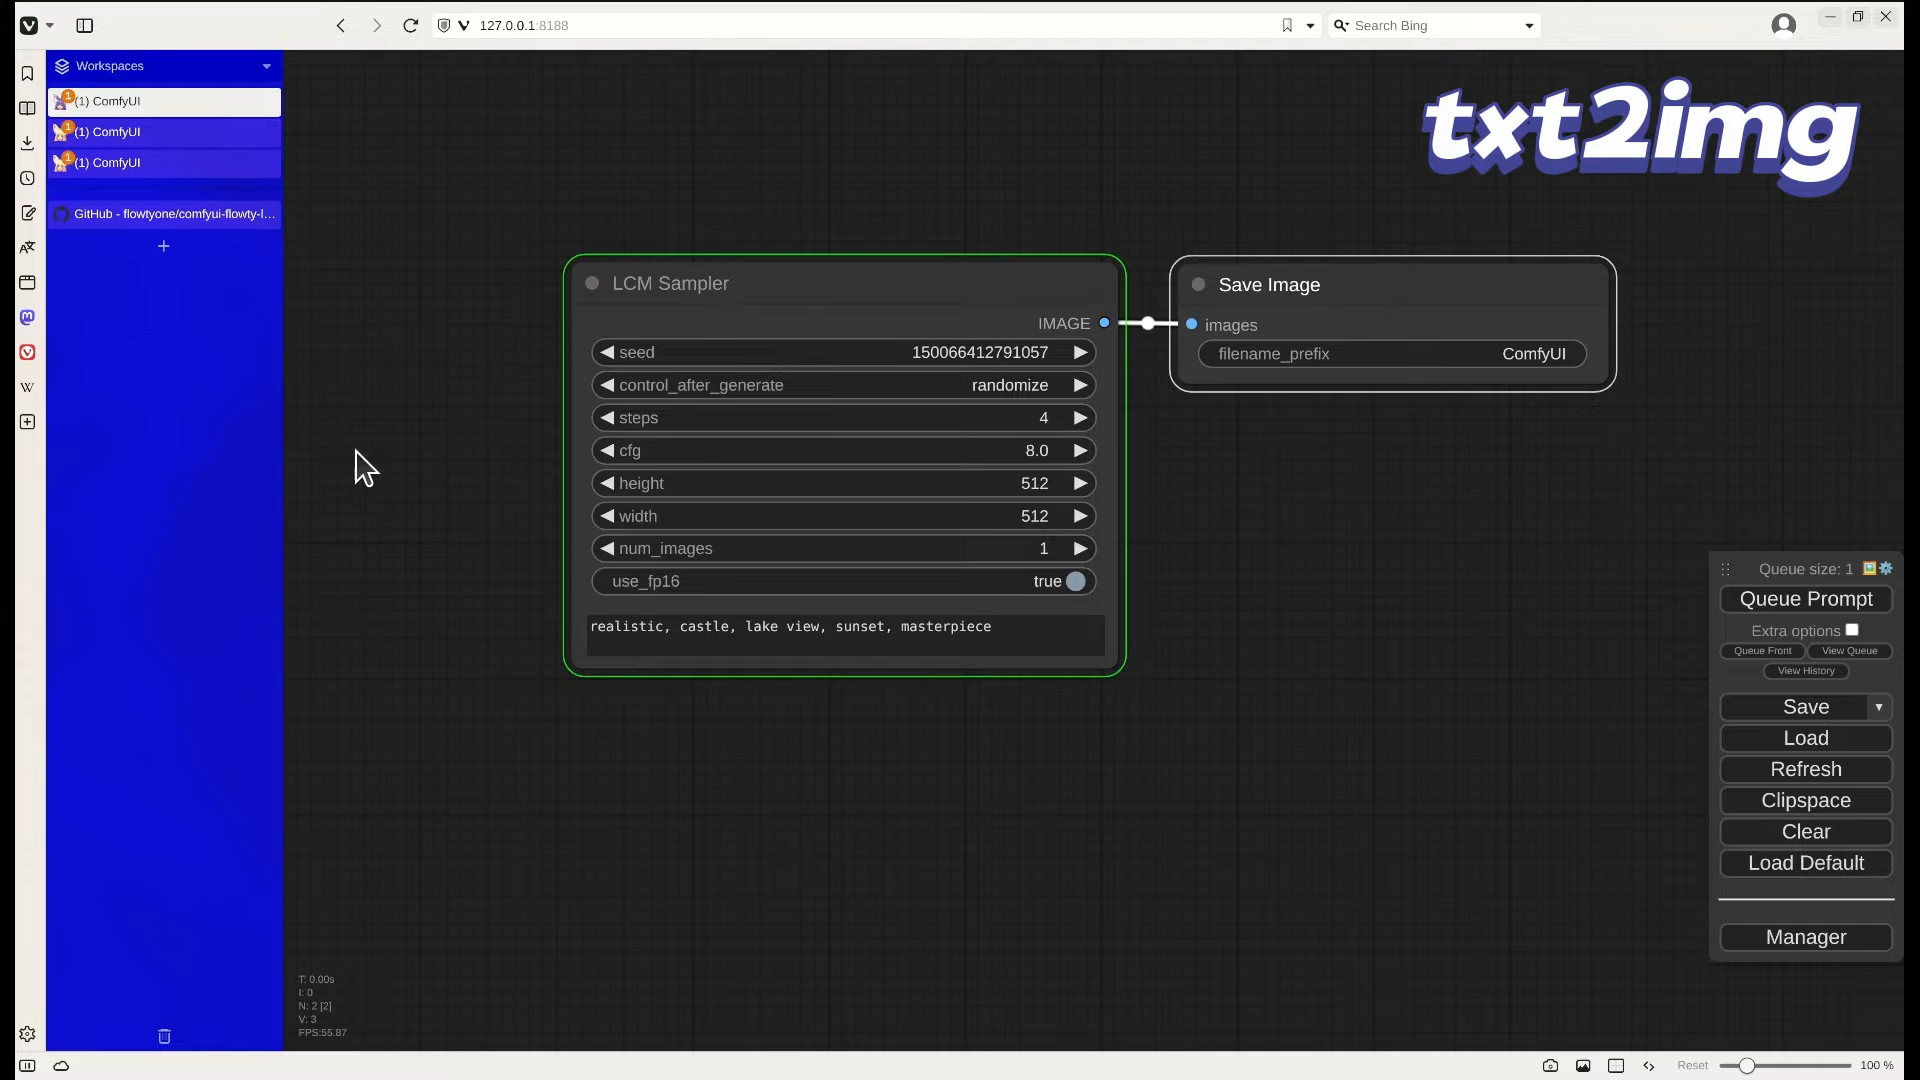 127.0.0.1:8188
Search Bing
Workspaces
1
(1) ComfyUI
1
(1) ComfyUI
1
(1) ComfyUI
GitHub - flowtyone/comfyui-flowty-l...
txt2img
LCM Sampler
IMAGE
seed 150066412791057
control_after_generate randomize
steps 4
cfg 8.0
height 512
width 512
num_images 1
use_fp16 true
realistic, castle, lake view, sunset, masterpiece
Save Image
images
filename_prefix ComfyUI
Queue size: 1
Queue Prompt
Extra options
Queue Front View Queue
View History
Save
Load
Refresh
Clipspace
Clear
Load Default
Manager
T: 0.00s
I: 0
N: 2 [2]
V: 3
FPS:55.87
Reset 100 %